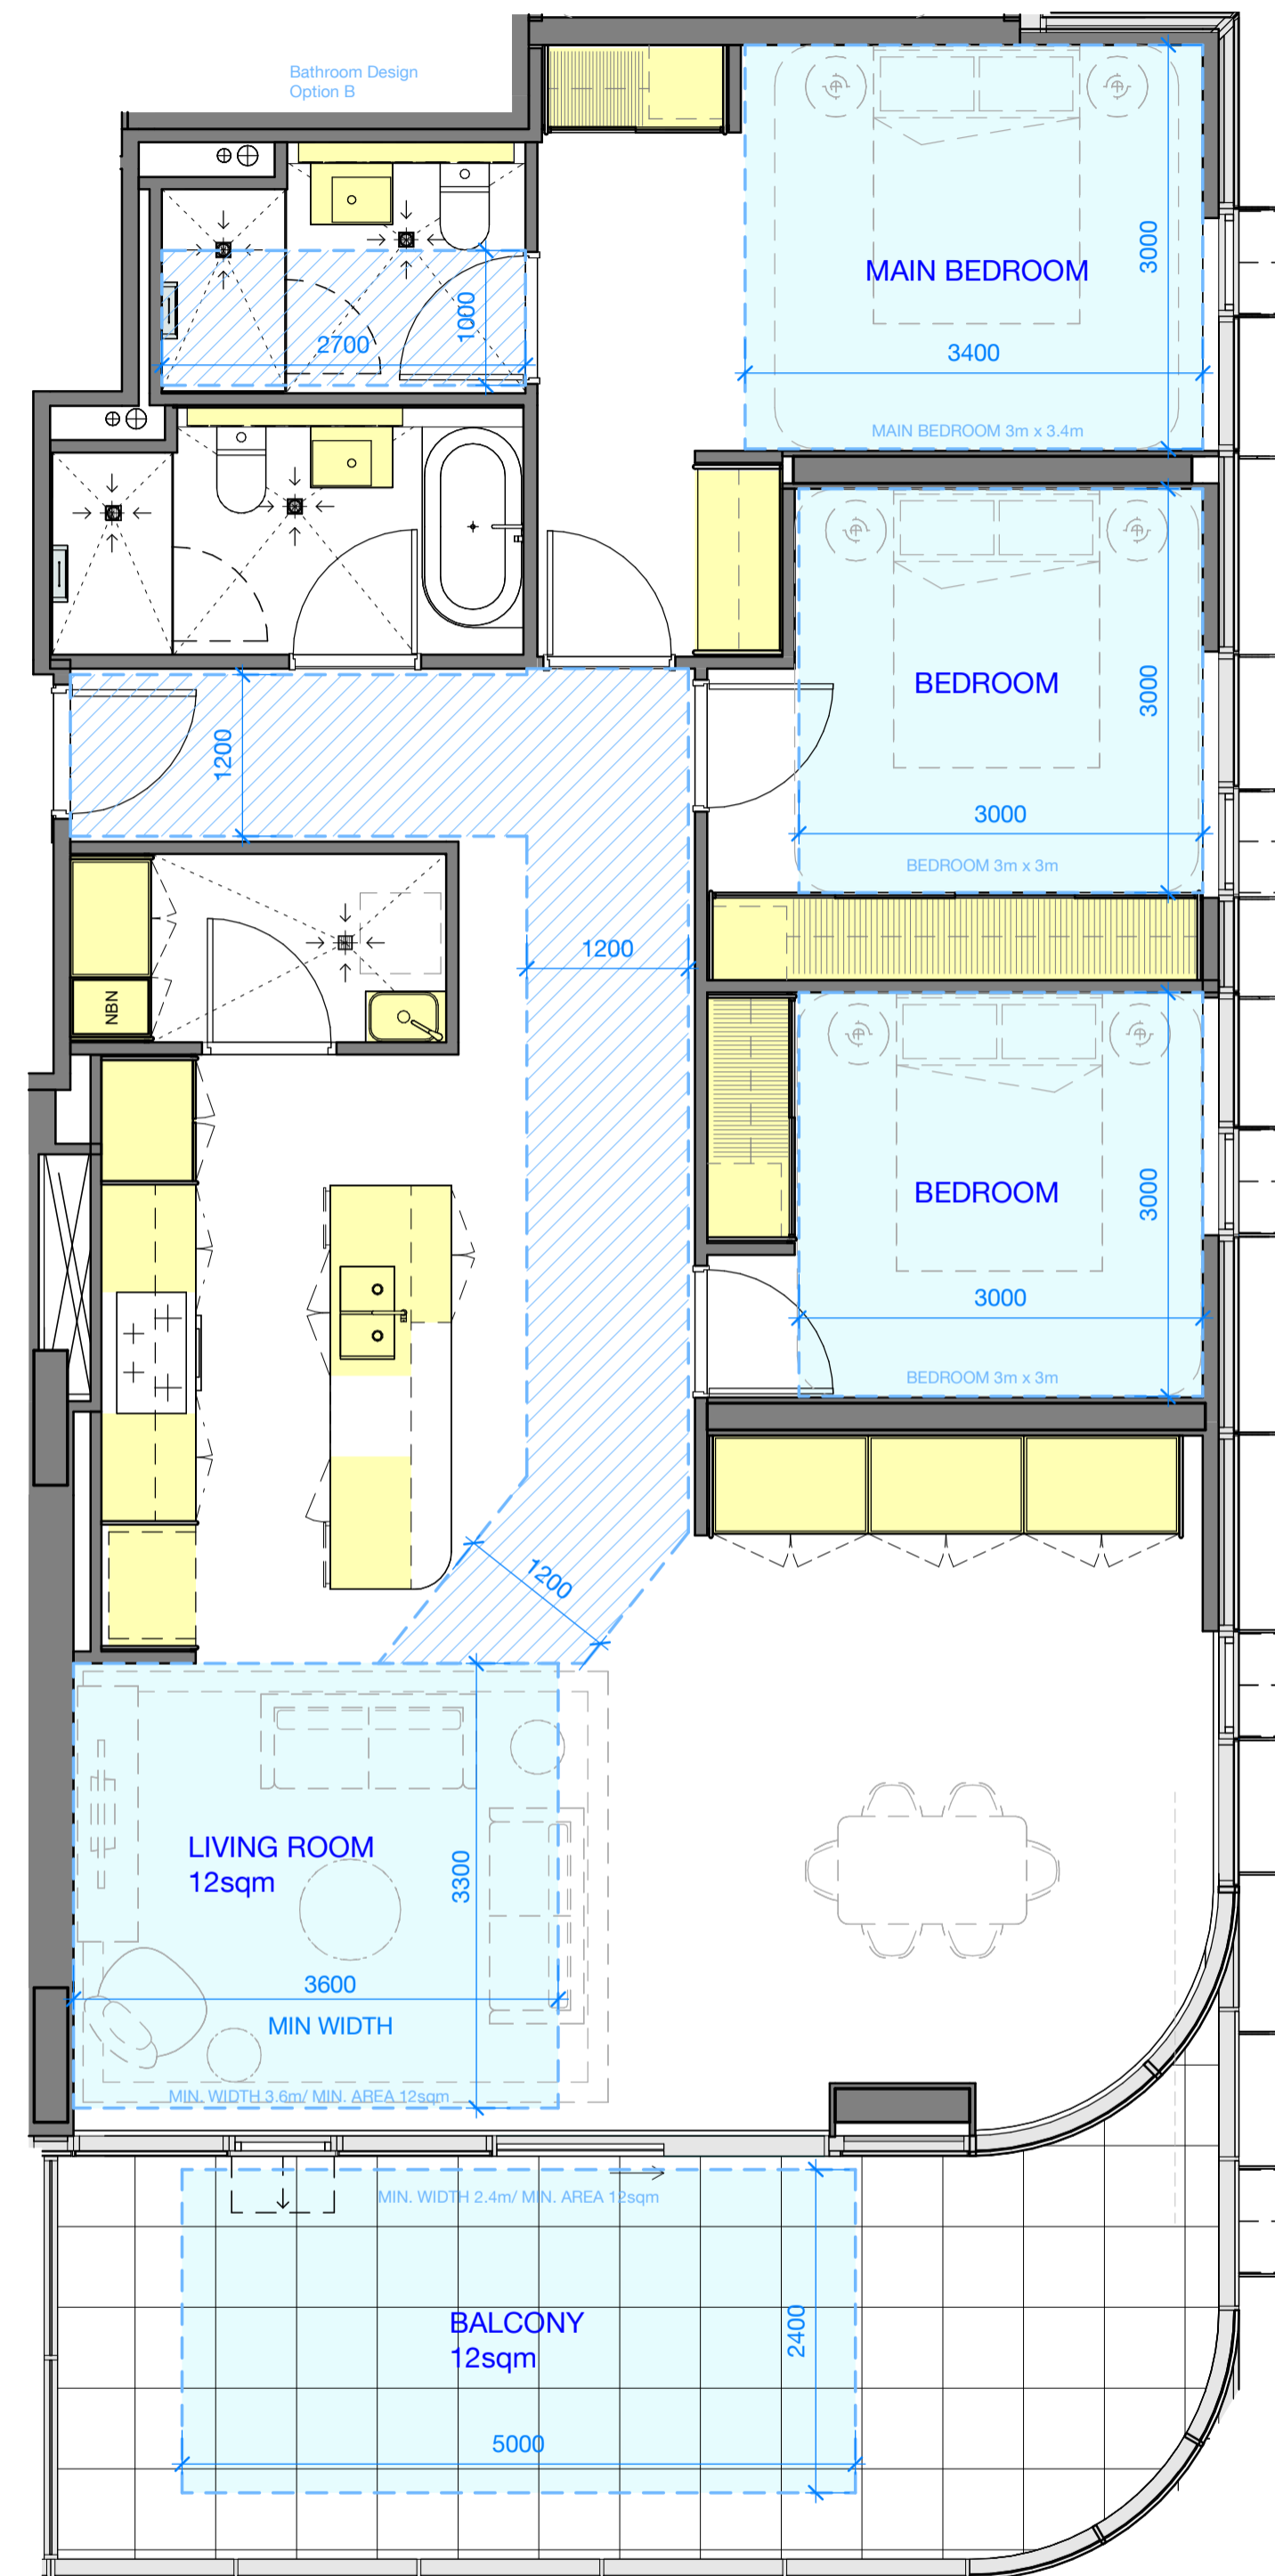 Bathroom Design
Option B
MAIN BEDROOM
3000
1000
2700
3400
MAIN BEDROOM 3m x 3.4m
BEDROOM
3000
1200
3000
BEDROOM 3m x 3m
1200
NBN
BEDROOM
3000
3000
BEDROOM 3m x 3m
1200
LIVING ROOM
12sqm
3300
3600
MIN WIDTH
MIN. WIDTH 3.6m/ MIN. AREA 12sqm
MIN. WIDTH 2.4m/ MIN. AREA 12sqm
BALCONY
12sqm
2400
5000